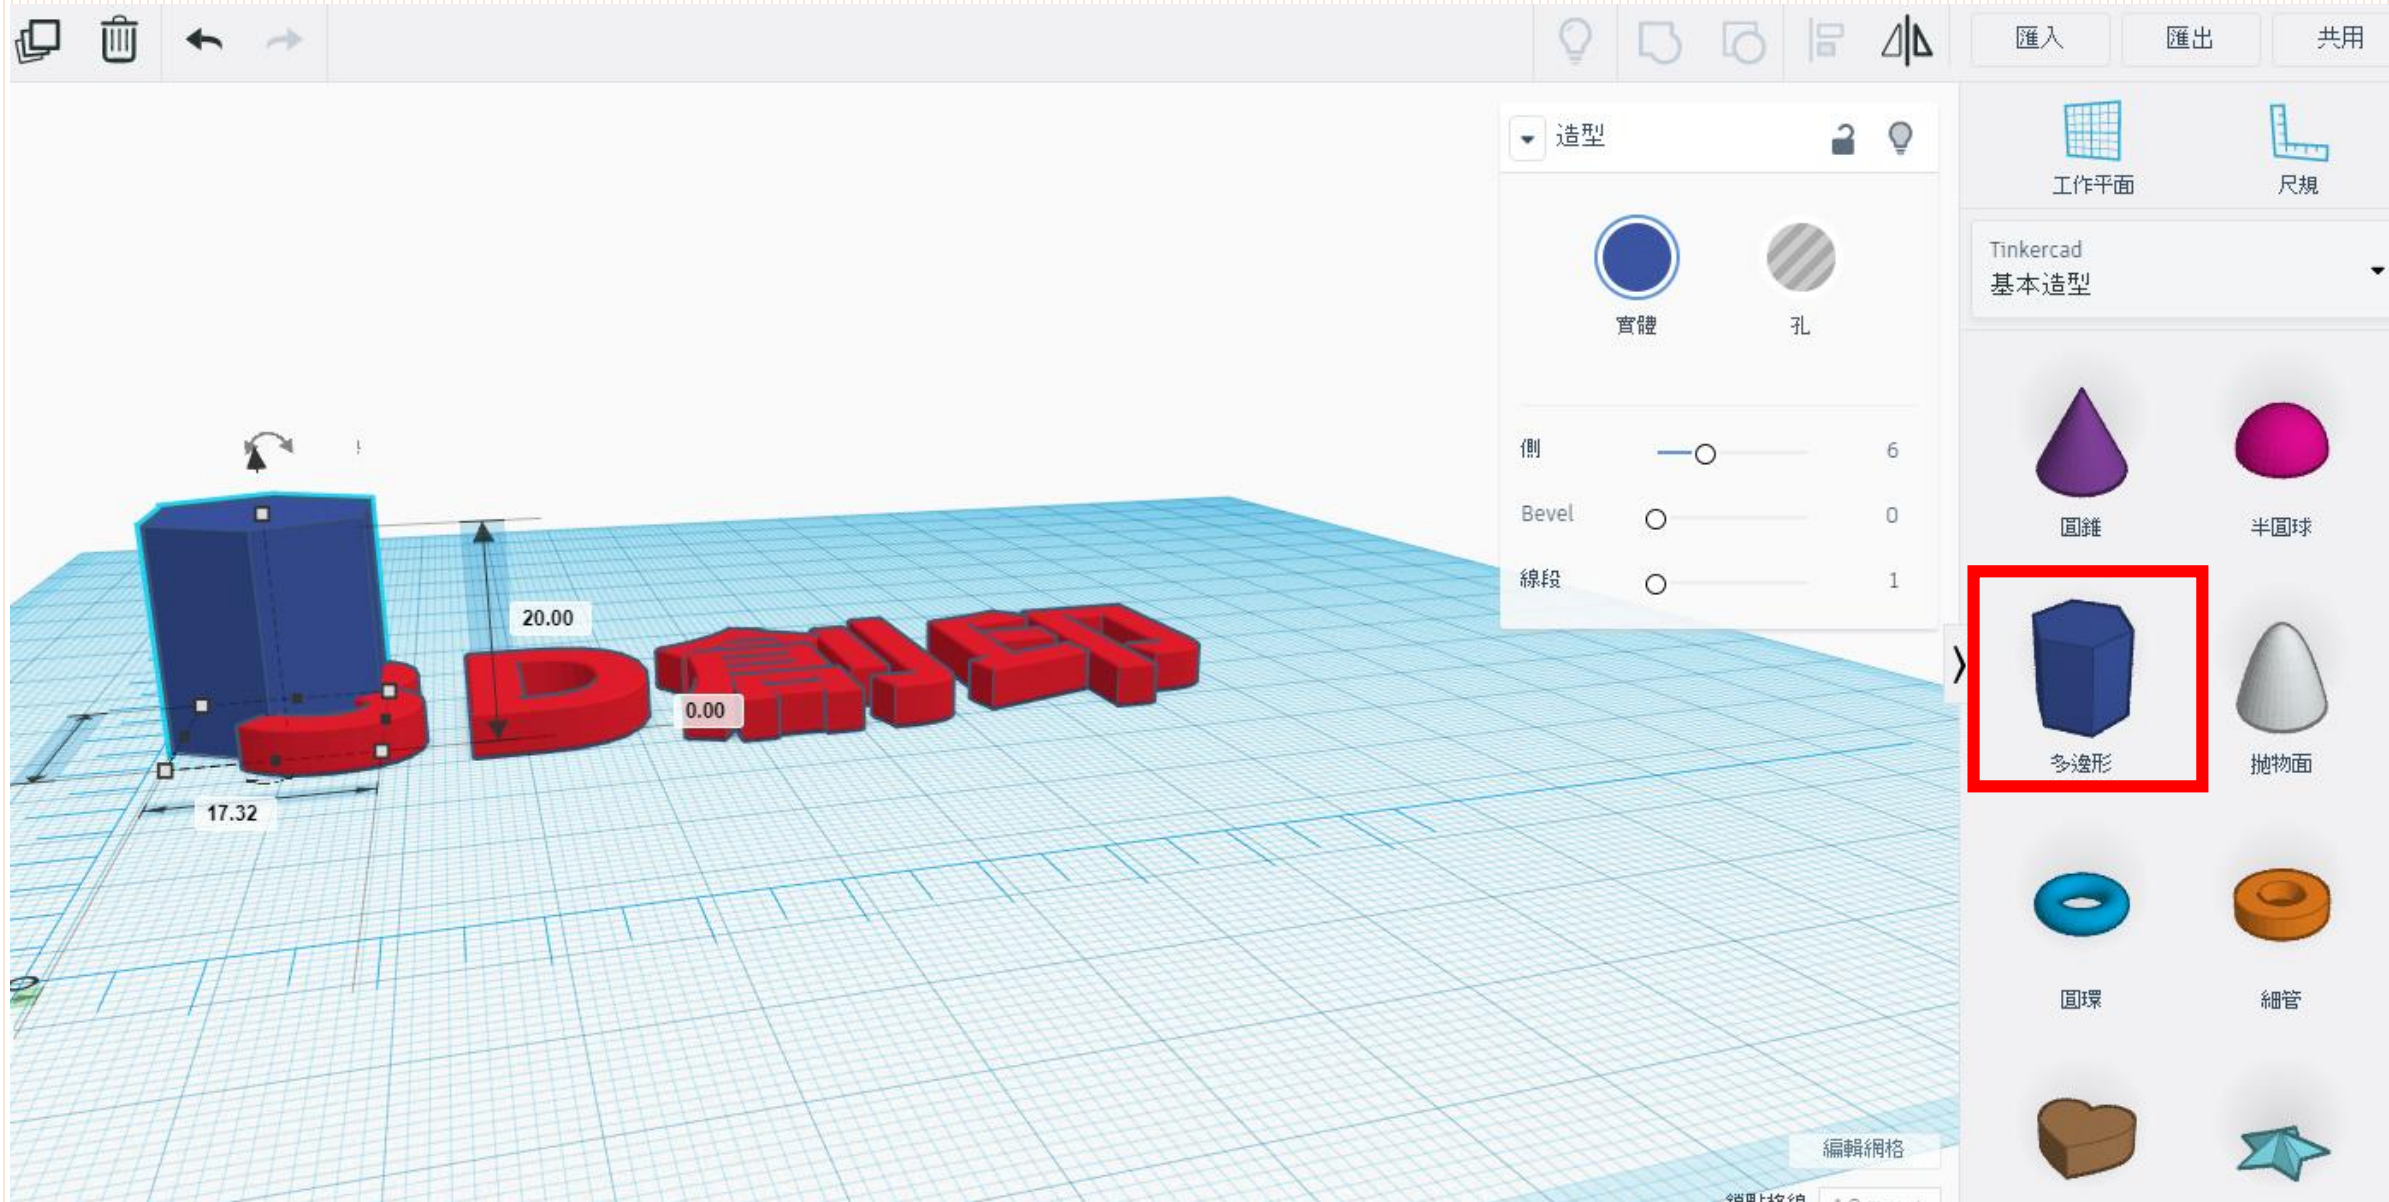 匯入
匯出
共用
造型
工作平面
尺規
Tinkercad
基本造型
實體
孔
側
6
Bevel
0
線段
1
圓錐
半圓球
20.00
0.00
17.32
多邊形
拋物面
圓環
細管
編輯網格